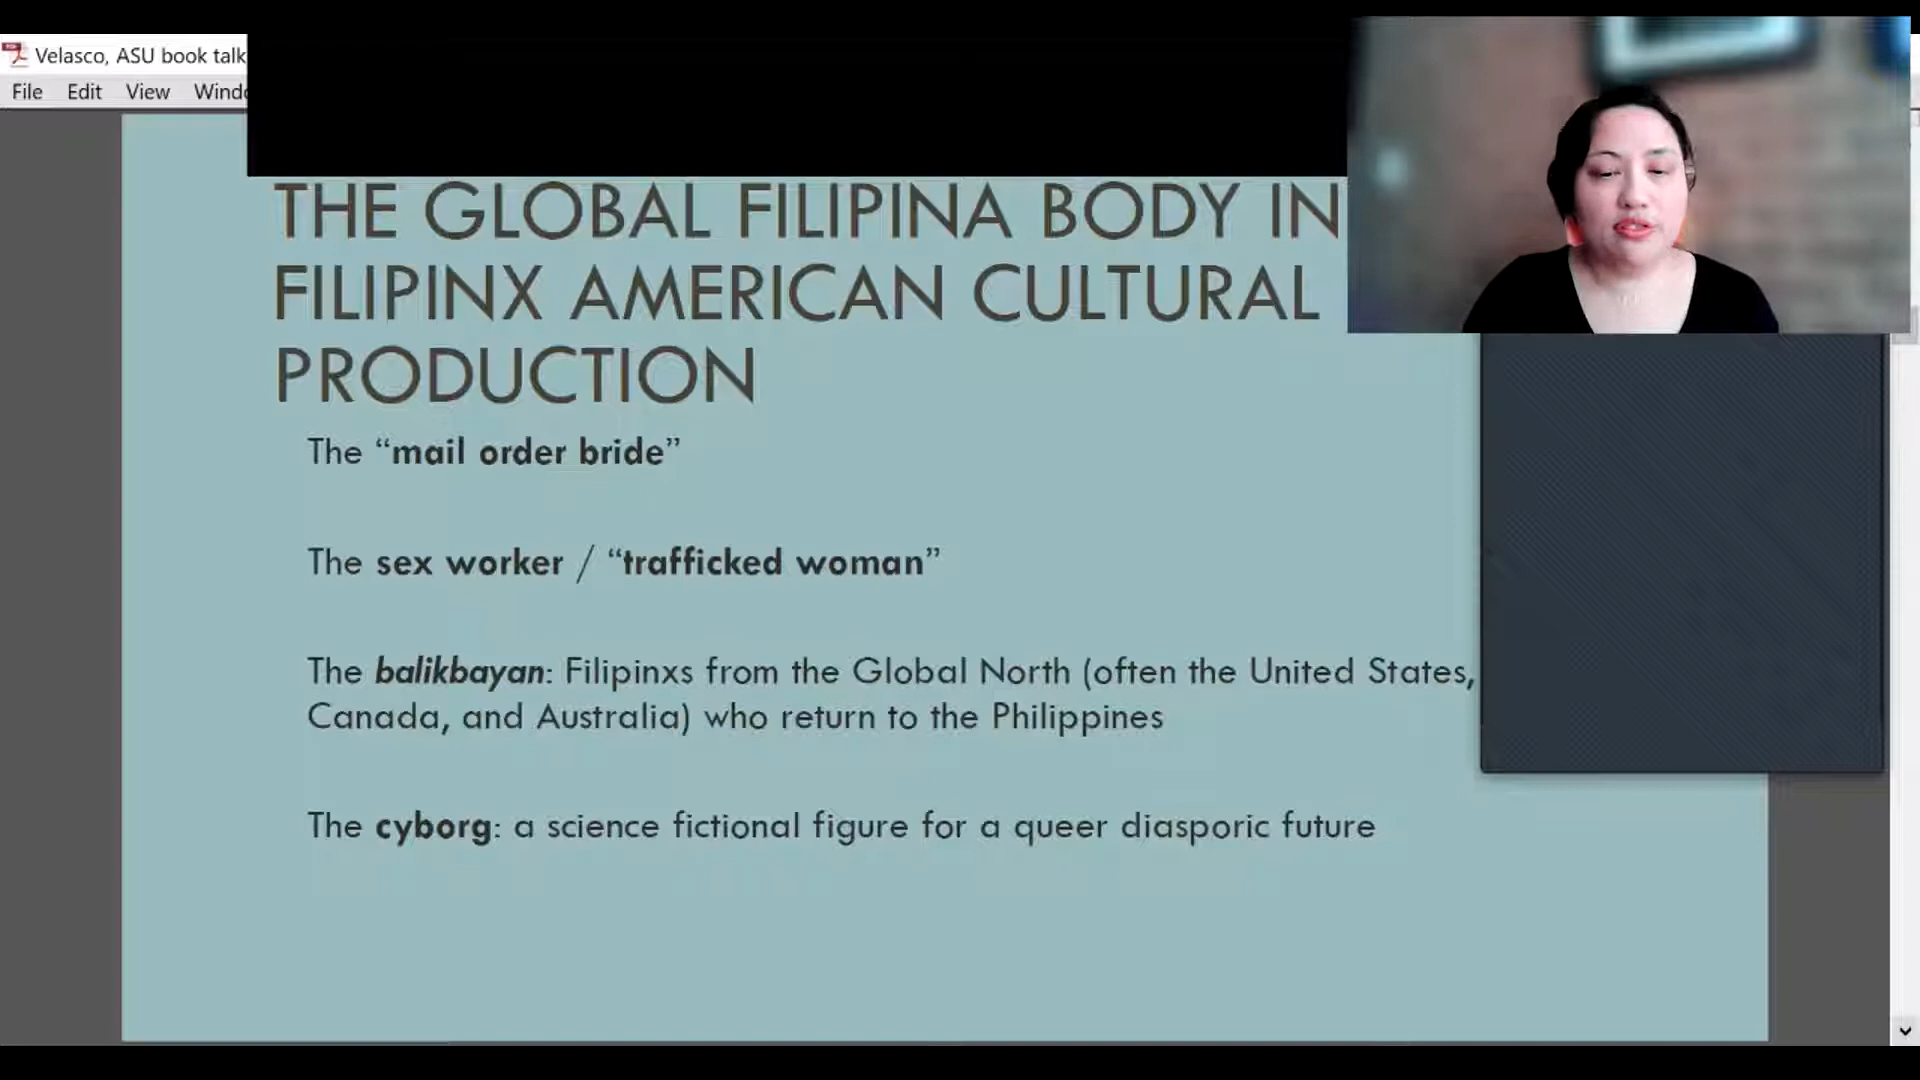 Velasco, ASU book talk
File Edit View
THE GLOBAL FILIPINA BODY IN
FILIPINX AMERICAN CULTURAL
PRODUCTION
The “mail order bride”
The sex worker / “trafficked woman”
The balikbayan: Filipinxs from the Global North (often the United States,
Canada, and Australia) who return to the Philippines
The cyborg: a science fictional figure for a queer diasporic future